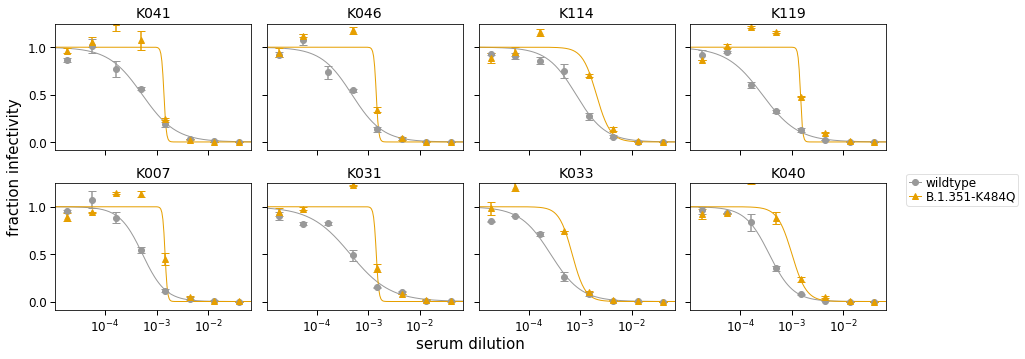 K041 K046 K114 K119
1.0
0.5
0.0
K007 K031 K033 K040
1.0
0.5
0.0
10⁻⁴ 10⁻³ 10⁻² 10⁻⁴ 10⁻³ 10⁻² 10⁻⁴ 10⁻³ 10⁻² 10⁻⁴ 10⁻³ 10⁻²
serum dilution
fraction infectivity
wildtype
B.1.351-K484Q